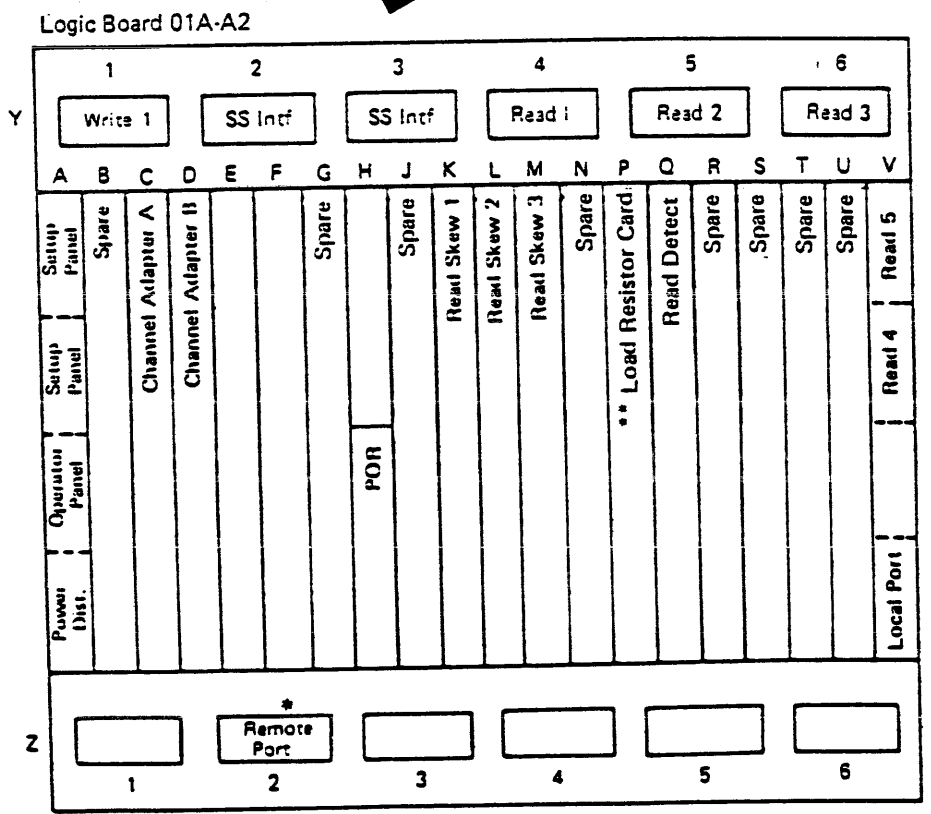 Logic Board 01A-A2
1 2 3 4 5 6
Y
Write 1 SS Intf SS Intf Read 1 Read 2 Read 3
A B C D E F G H J K L M N P Q R S T U V
Setup
Panel
Setup
Panel
Operator
Panel
Power
Dist.
Spare
Channel Adapter A
Channel Adapter B
Spare
POR
Spare
Read Skew 1
Read Skew 2
Read Skew 3
Spare
** Load Resistor Card
Read Detect
Spare
Spare
Spare
Spare
Read 5
Read 4
Local Port
Z
*
Remote
Port
1 2 3 4 5 6